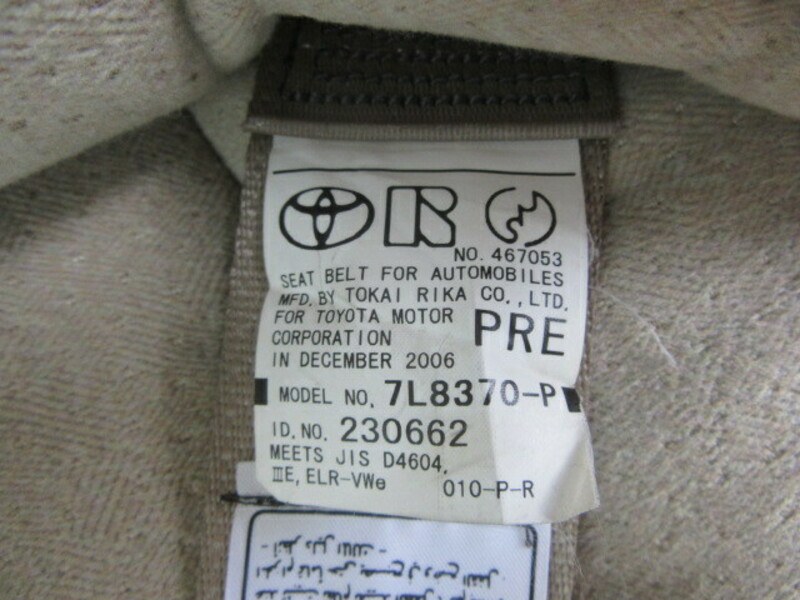 NO. 467053
SEAT BELT FOR AUTOMOBILES
MFD. BY TOKAI RIKA CO., LTD.
FOR TOYOTA MOTOR
CORPORATION
PRE
IN DECEMBER 2006
MODEL NO. 7L8370-P
ID. NO. 230662
MEETS JIS D4604,
ⅢE, ELR-VWe 010-P-R